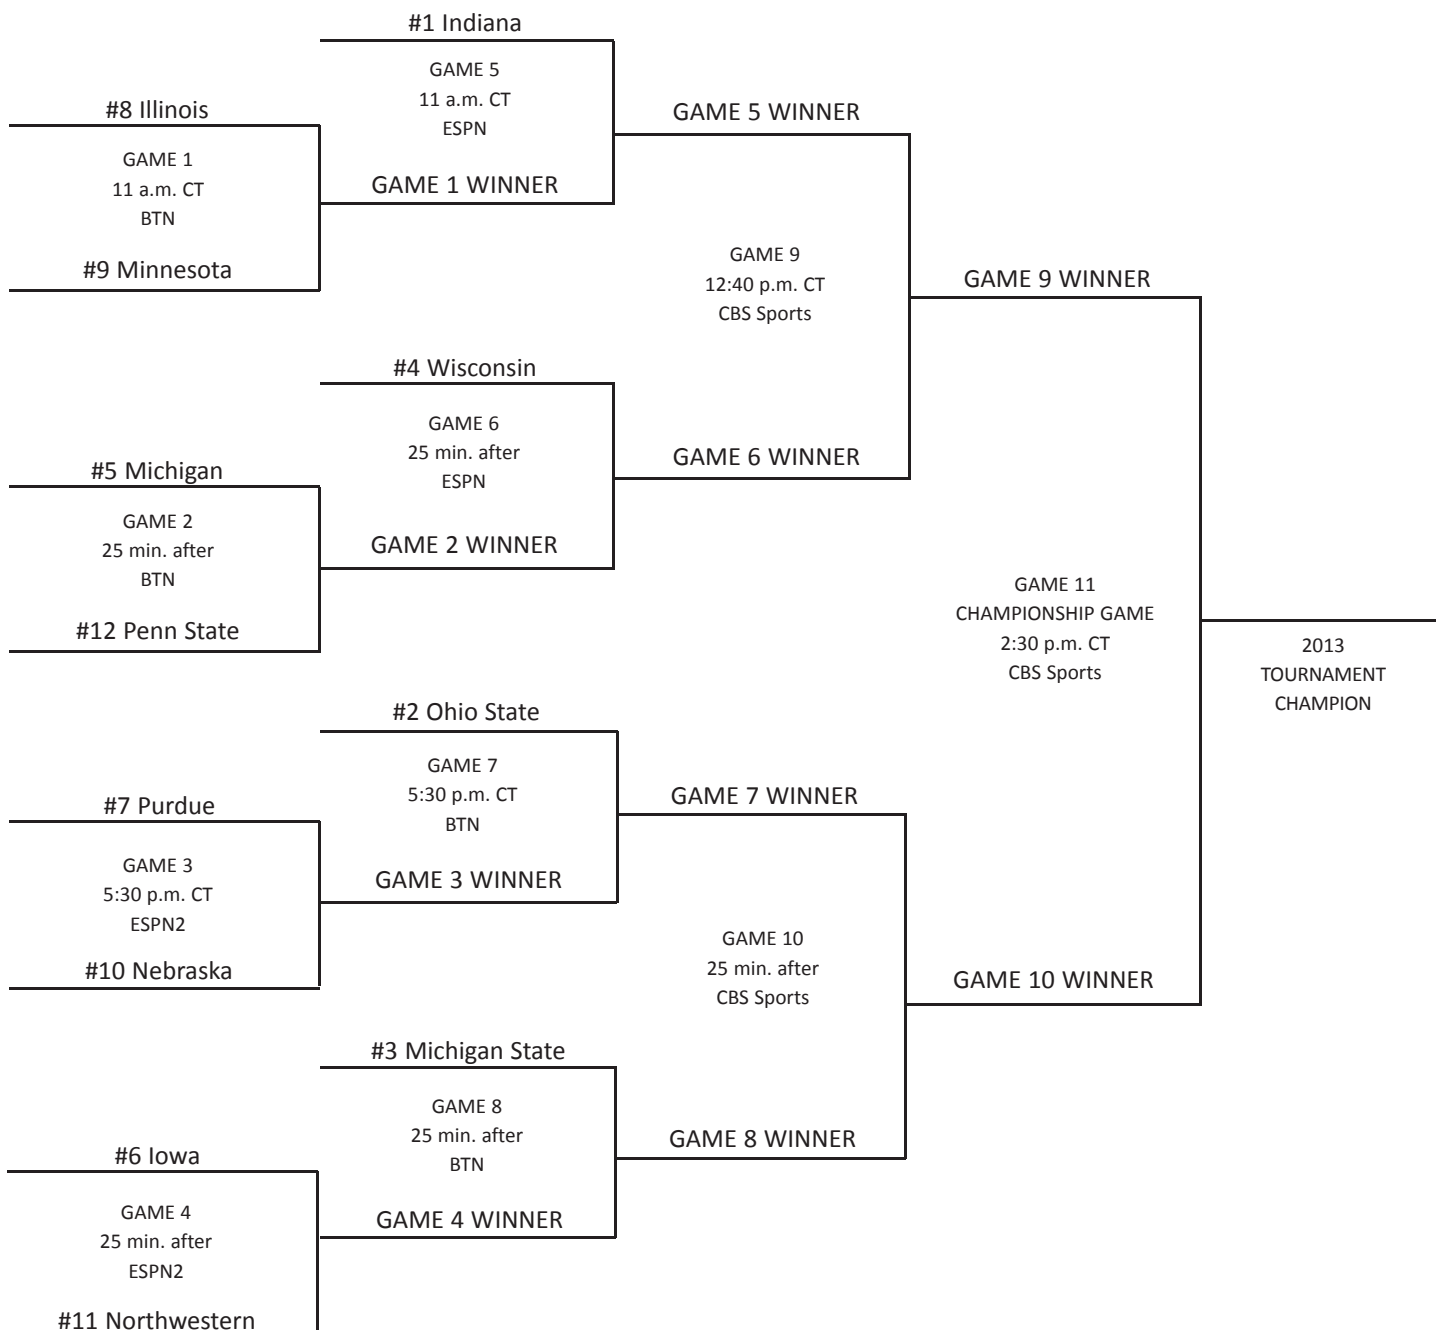 #1 Indiana
GAME 5
11 a.m. CT
ESPN
GAME 1 WINNER
#8 Illinois
GAME 1
11 a.m. CT
BTN
#9 Minnesota
GAME 5 WINNER
GAME 9
12:40 p.m. CT
CBS Sports
GAME 6 WINNER
#4 Wisconsin
GAME 6
25 min. after
ESPN
GAME 2 WINNER
#5 Michigan
GAME 2
25 min. after
BTN
#12 Penn State
GAME 9 WINNER
GAME 11
CHAMPIONSHIP GAME
2:30 p.m. CT
CBS Sports
GAME 10 WINNER
2013
TOURNAMENT
CHAMPION
#2 Ohio State
GAME 7
5:30 p.m. CT
BTN
GAME 3 WINNER
#7 Purdue
GAME 3
5:30 p.m. CT
ESPN2
#10 Nebraska
GAME 7 WINNER
GAME 10
25 min. after
CBS Sports
GAME 8 WINNER
#3 Michigan State
GAME 8
25 min. after
BTN
GAME 4 WINNER
#6 Iowa
GAME 4
25 min. after
ESPN2
#11 Northwestern